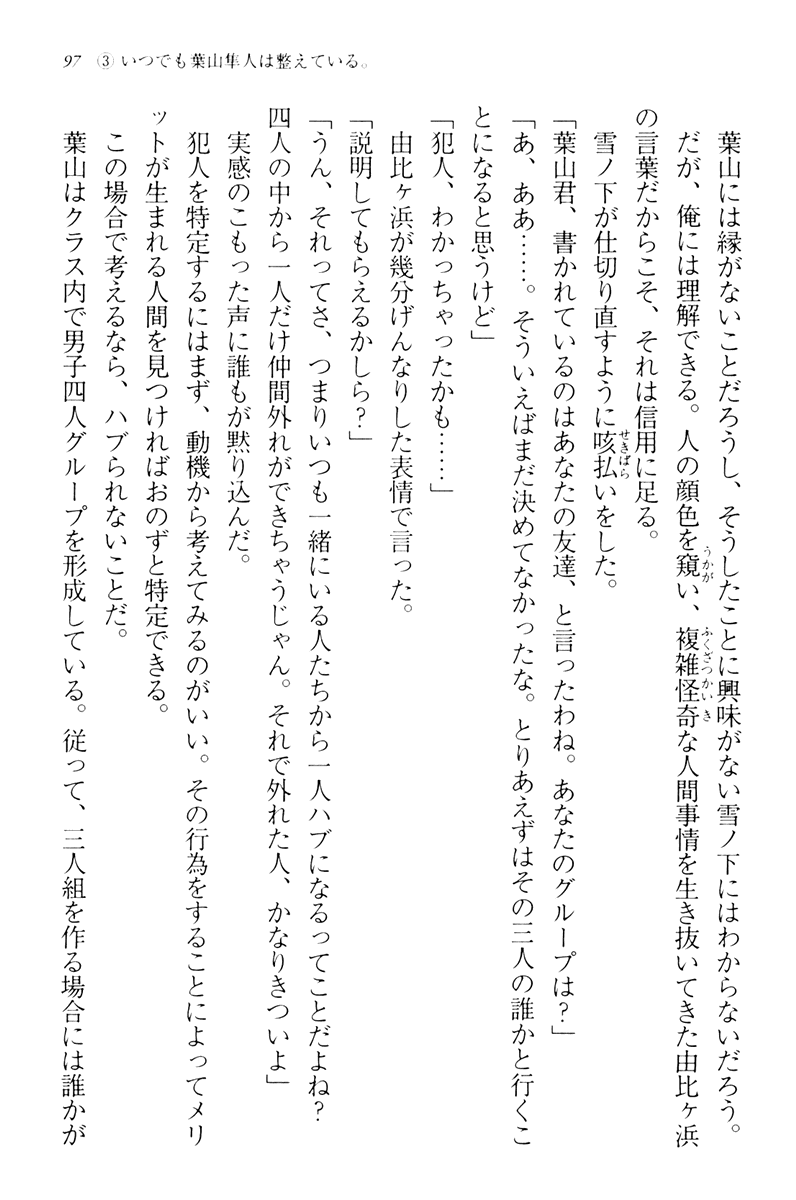 97 ③いつでも葉山隼人は整えている。
葉山には縁がないことだろうし、そうしたことに興味がない雪ノ下にはわからないだろう。
だが、俺には理解できる。人の顔色を窺い、複雑怪奇な人間事情を生き抜いてきた由比ヶ浜
の言葉だからこそ、それは信用に足る。
雪ノ下が仕切り直すように咳払いをした。
「葉山君、書かれているのはあなたの友達、と言ったわね。あなたのグループは?」
「あ、ああ……。そういえばまだ決めてなかったな。とりあえずはその三人の誰かと行くこ
とになると思うけど」
「犯人、わかっちゃったかも……」
由比ヶ浜が幾分げんなりした表情で言った。
「説明してもらえるかしら?」
「うん、それってさ、つまりいつも一緒にいる人たちから一人ハブになるってことだよね?
四人の中から一人だけ仲間外れができちゃうじゃん。それで外れた人、かなりきついよ」
実感のこもった声に誰もが黙り込んだ。
犯人を特定するにはまず、動機から考えてみるのがいい。その行為をすることによってメリ
ットが生まれる人間を見つければおのずと特定できる。
この場合で考えるなら、ハブられないことだ。
葉山はクラス内で男子四人グループを形成している。従って、三人組を作る場合には誰かが